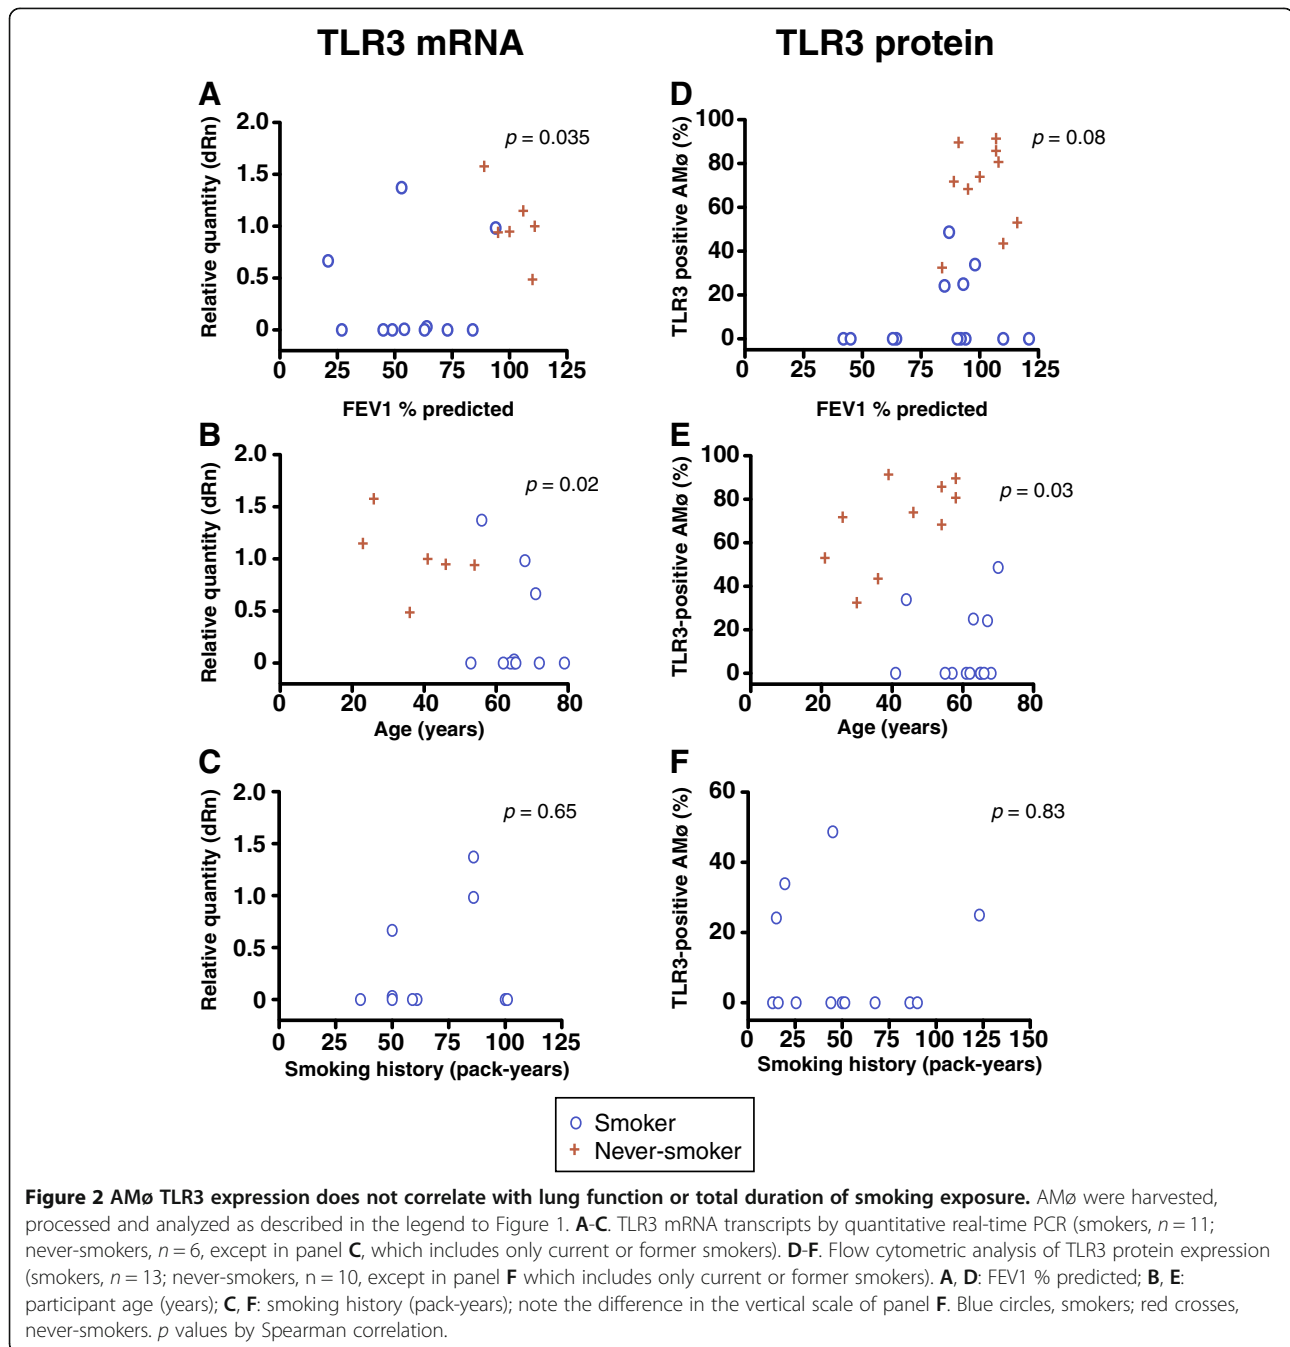 TLR3 mRNA
TLR3 protein
A
Relative quantity (dRn)
2.0
1.5
1.0
0.5
0
p = 0.035
0 25 50 75 100 125
FEV1 % predicted
D
TLR3 positive AMø (%)
100
80
60
40
20
0
p = 0.08
0 25 50 75 100 125
FEV1 % predicted
B
Relative quantity (dRn)
2.0
1.5
1.0
0.5
0
p = 0.02
0 20 40 60 80
Age (years)
E
TLR3-positive AMø (%)
100
80
60
40
20
0
p = 0.03
0 20 40 60 80
Age (years)
C
Relative quantity (dRn)
2.0
1.5
1.0
0.5
0
p = 0.65
0 25 50 75 100 125
Smoking history (pack-years)
F
TLR3-positive AMø (%)
60
40
20
0
p = 0.83
0 25 50 75 100 125 150
Smoking history (pack-years)
Smoker
Never-smoker
Figure 2 AMø TLR3 expression does not correlate with lung function or total duration of smoking exposure. AMø were harvested,
processed and analyzed as described in the legend to Figure 1. A-C. TLR3 mRNA transcripts by quantitative real-time PCR (smokers, n = 11;
never-smokers, n = 6, except in panel C, which includes only current or former smokers). D-F. Flow cytometric analysis of TLR3 protein expression
(smokers, n = 13; never-smokers, n = 10, except in panel F which includes only current or former smokers). A, D: FEV1 % predicted; B, E:
participant age (years); C, F: smoking history (pack-years); note the difference in the vertical scale of panel F. Blue circles, smokers; red crosses,
never-smokers. p values by Spearman correlation.